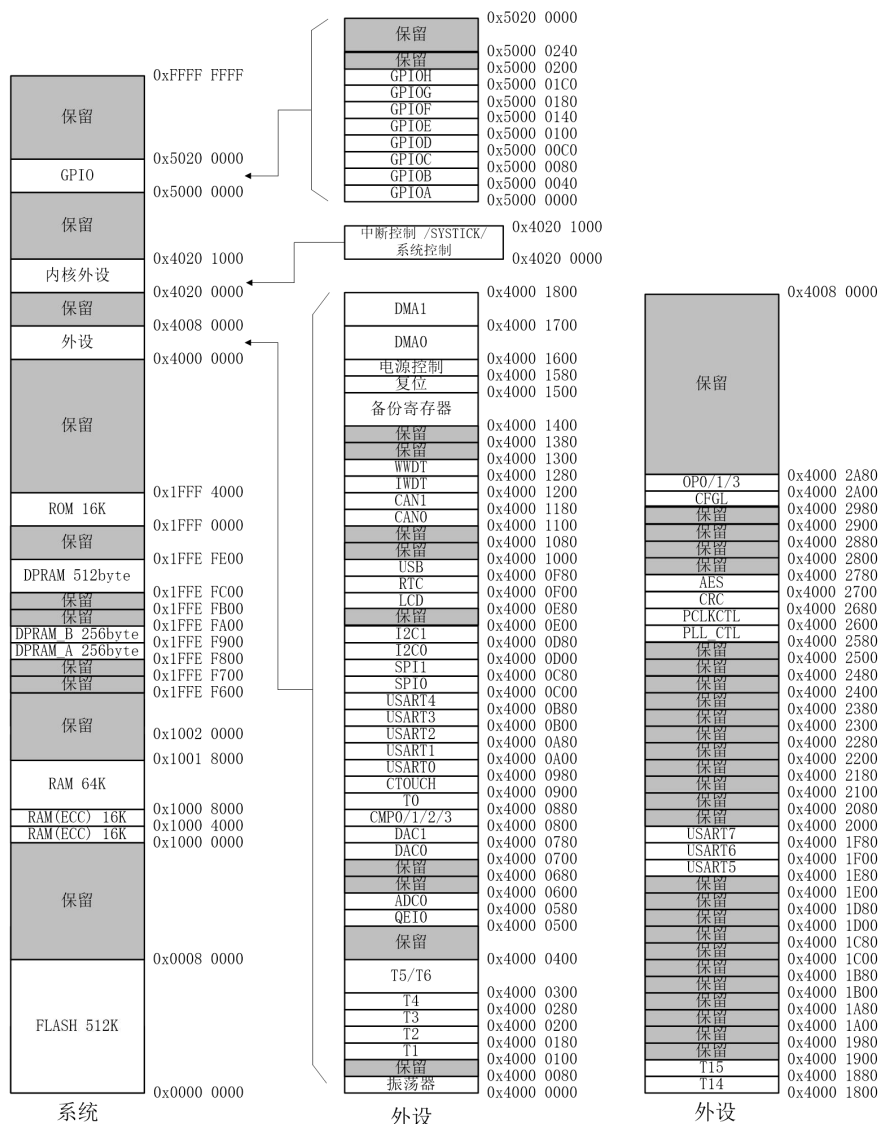 0xFFFF FFFF
保留
0x5020 0000
GPIO
0x5000 0000
保留
0x4020 1000
内核外设
0x4020 0000
保留
0x4008 0000
外设
0x4000 0000
保留
0x1FFF 4000
ROM 16K
0x1FFF 0000
保留
0x1FFE FE00
DPRAM 512byte
0x1FFE FC00
保留
0x1FFE FB00
保留
0x1FFE FA00
DPRAM_B 256byte
0x1FFE F900
DPRAM_A 256byte
0x1FFE F800
保留
0x1FFE F700
保留
0x1FFE F600
保留
0x1002 0000
0x1001 8000
RAM 64K
0x1000 8000
RAM(ECC) 16K
0x1000 4000
RAM(ECC) 16K
0x1000 0000
保留
0x0008 0000
FLASH 512K
0x0000 0000
系统
0x5020 0000
保留
0x5000 0240
保留
0x5000 0200
GPIOH
0x5000 01C0
GPIOG
0x5000 0180
GPIOF
0x5000 0140
GPIOE
0x5000 0100
GPIOD
0x5000 00C0
GPIOC
0x5000 0080
GPIOB
0x5000 0040
GPIOA
0x5000 0000
0x4020 1000
中断控制 /SYSTICK/
系统控制
0x4020 0000
0x4000 1800
DMA1
0x4000 1700
DMA0
0x4000 1600
电源控制
0x4000 1580
复位
0x4000 1500
备份寄存器
0x4000 1400
保留
0x4000 1380
保留
0x4000 1300
WWDT
0x4000 1280
IWDT
0x4000 1200
CAN1
0x4000 1180
CAN0
0x4000 1100
保留
0x4000 1080
保留
0x4000 1000
USB
0x4000 0F80
RTC
0x4000 0F00
LCD
0x4000 0E80
保留
0x4000 0E00
I2C1
0x4000 0D80
I2C0
0x4000 0D00
SPI1
0x4000 0C80
SPI0
0x4000 0C00
USART4
0x4000 0B80
USART3
0x4000 0B00
USART2
0x4000 0A80
USART1
0x4000 0A00
USART0
0x4000 0980
CTOUCH
0x4000 0900
T0
0x4000 0880
CMP0/1/2/3
0x4000 0800
DAC1
0x4000 0780
DAC0
0x4000 0700
保留
0x4000 0680
保留
0x4000 0600
ADC0
0x4000 0580
QEI0
0x4000 0500
保留
0x4000 0400
T5/T6
0x4000 0300
T4
0x4000 0280
T3
0x4000 0200
T2
0x4000 0180
T1
0x4000 0100
保留
0x4000 0080
振荡器
0x4000 0000
外设
0x4008 0000
保留
0x4000 2A80
OP0/1/3
0x4000 2A00
CFGL
0x4000 2980
保留
0x4000 2900
保留
0x4000 2880
保留
0x4000 2800
保留
0x4000 2780
AES
0x4000 2700
CRC
0x4000 2680
PCLKCTL
0x4000 2600
PLL_CTL
0x4000 2580
保留
0x4000 2500
保留
0x4000 2480
保留
0x4000 2400
保留
0x4000 2380
保留
0x4000 2300
保留
0x4000 2280
保留
0x4000 2200
保留
0x4000 2180
保留
0x4000 2100
保留
0x4000 2080
保留
0x4000 2000
USART7
0x4000 1F80
USART6
0x4000 1F00
USART5
0x4000 1E80
保留
0x4000 1E00
保留
0x4000 1D80
保留
0x4000 1D00
保留
0x4000 1C80
保留
0x4000 1C00
保留
0x4000 1B80
保留
0x4000 1B00
保留
0x4000 1A80
保留
0x4000 1A00
保留
0x4000 1980
保留
0x4000 1900
T15
0x4000 1880
T14
0x4000 1800
外设